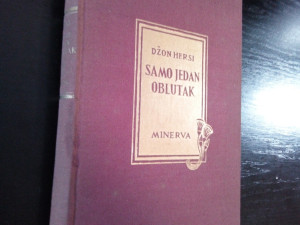 DŽON HERSI
SAMO JEDAN
OBLUTAK
MINERVA